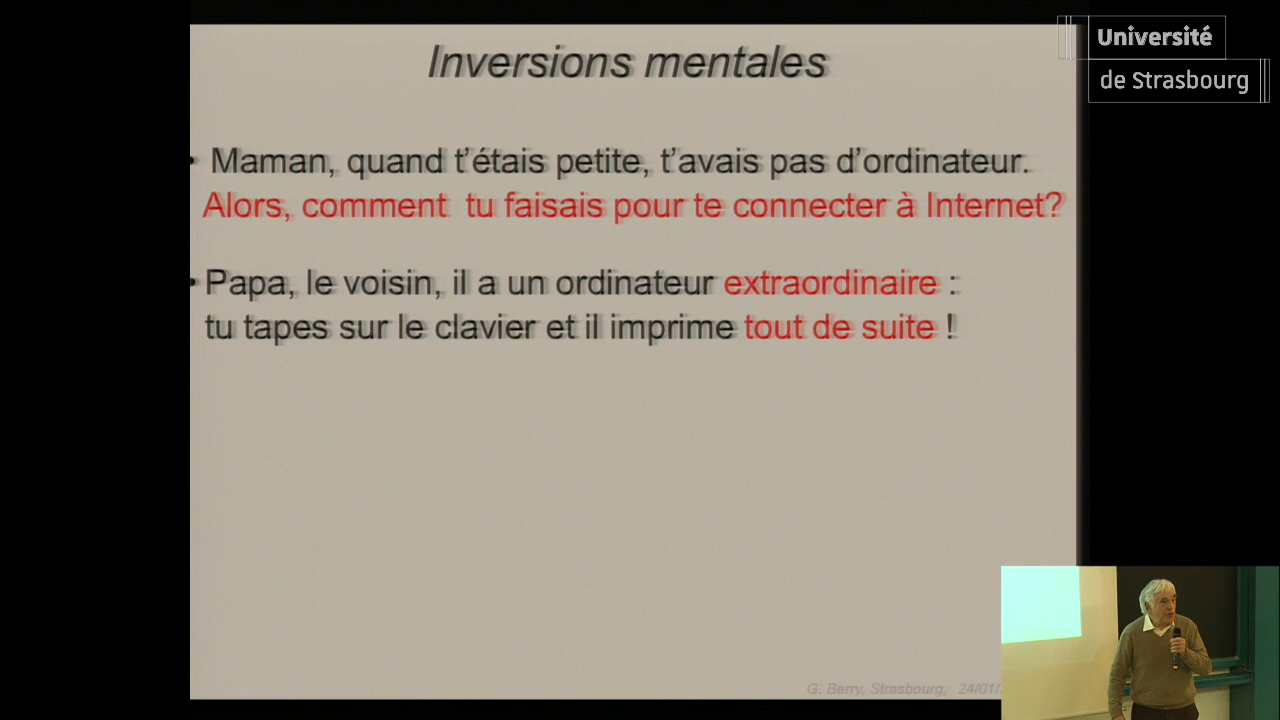 Université
de Strasbourg
Inversions mentales
• Maman, quand t’étais petite, t’avais pas d’ordinateur.
Alors, comment tu faisais pour te connecter à Internet?
• Papa, le voisin, il a un ordinateur extraordinaire :
tu tapes sur le clavier et il imprime tout de suite !
G. Berry, Strasbourg, 24/01/